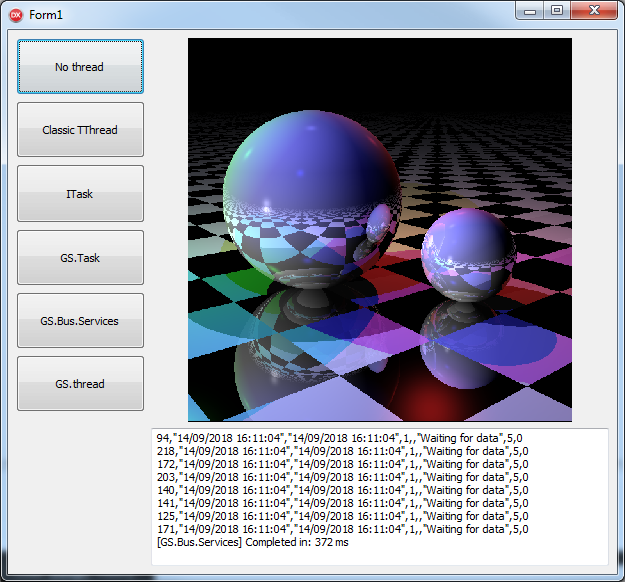 DX Form1
No thread
Classic TThread
ITask
GS.Task
GS.Bus.Services
GS.thread
94,"14/09/2018 16:11:04","14/09/2018 16:11:04",1,,"Waiting for data",5,0
218,"14/09/2018 16:11:04","14/09/2018 16:11:04",1,,"Waiting for data",5,0
172,"14/09/2018 16:11:04","14/09/2018 16:11:04",1,,"Waiting for data",5,0
203,"14/09/2018 16:11:04","14/09/2018 16:11:04",1,,"Waiting for data",5,0
140,"14/09/2018 16:11:04","14/09/2018 16:11:04",1,,"Waiting for data",5,0
141,"14/09/2018 16:11:04","14/09/2018 16:11:04",1,,"Waiting for data",5,0
125,"14/09/2018 16:11:04","14/09/2018 16:11:04",1,,"Waiting for data",5,0
171,"14/09/2018 16:11:04","14/09/2018 16:11:04",1,,"Waiting for data",5,0
[GS.Bus.Services] Completed in: 372 ms